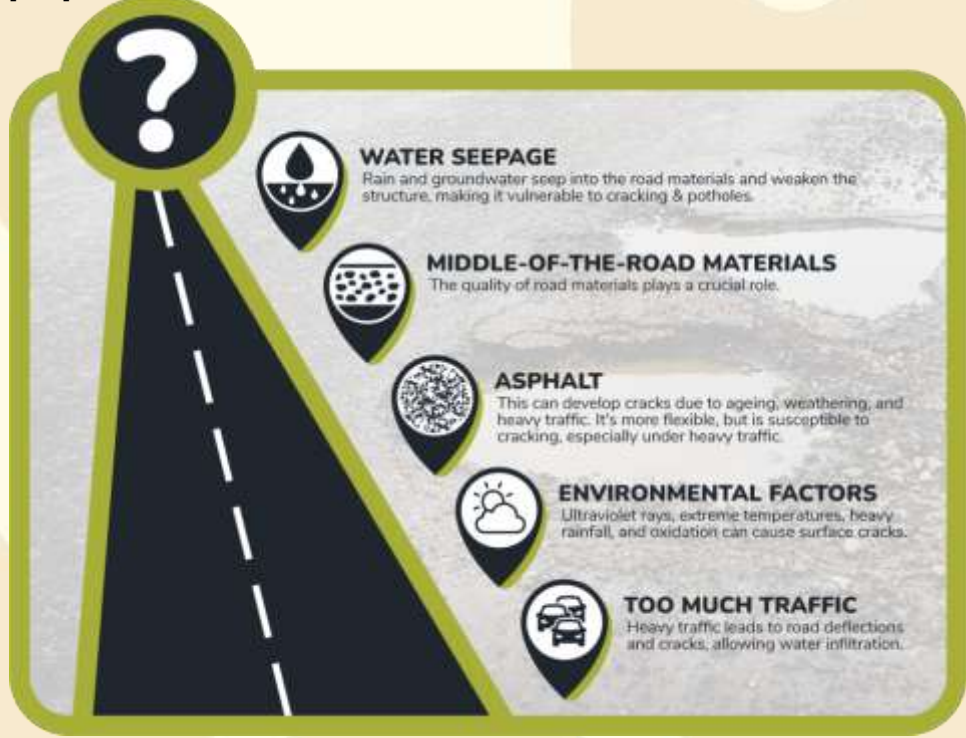 ?
WATER SEEPAGE
Rain and groundwater seep into the road materials and weaken the
structure, making it vulnerable to cracking & potholes.
MIDDLE-OF-THE-ROAD MATERIALS
The quality of road materials plays a crucial role.
ASPHALT
This can develop cracks due to ageing, weathering, and
heavy traffic. It's more flexible, but is susceptible to
cracking, especially under heavy traffic.
ENVIRONMENTAL FACTORS
Ultraviolet rays, extreme temperatures, heavy
rainfall, and oxidation can cause surface cracks.
TOO MUCH TRAFFIC
Heavy traffic leads to road deflections
and cracks, allowing water infiltration.